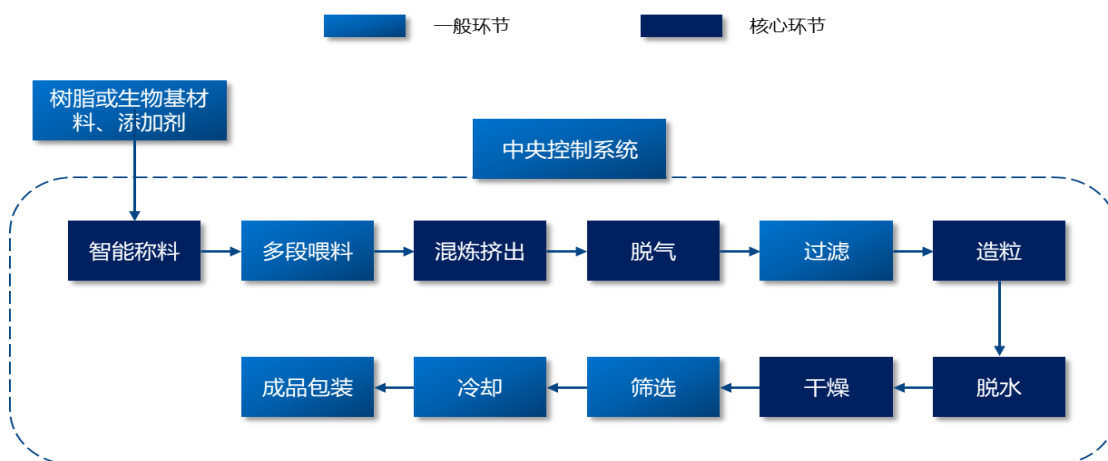 一般环节
核心环节
树脂或生物基材
料、添加剂
中央控制系统
智能称料
多段喂料
混炼挤出
脱气
过滤
造粒
成品包装
冷却
筛选
干燥
脱水